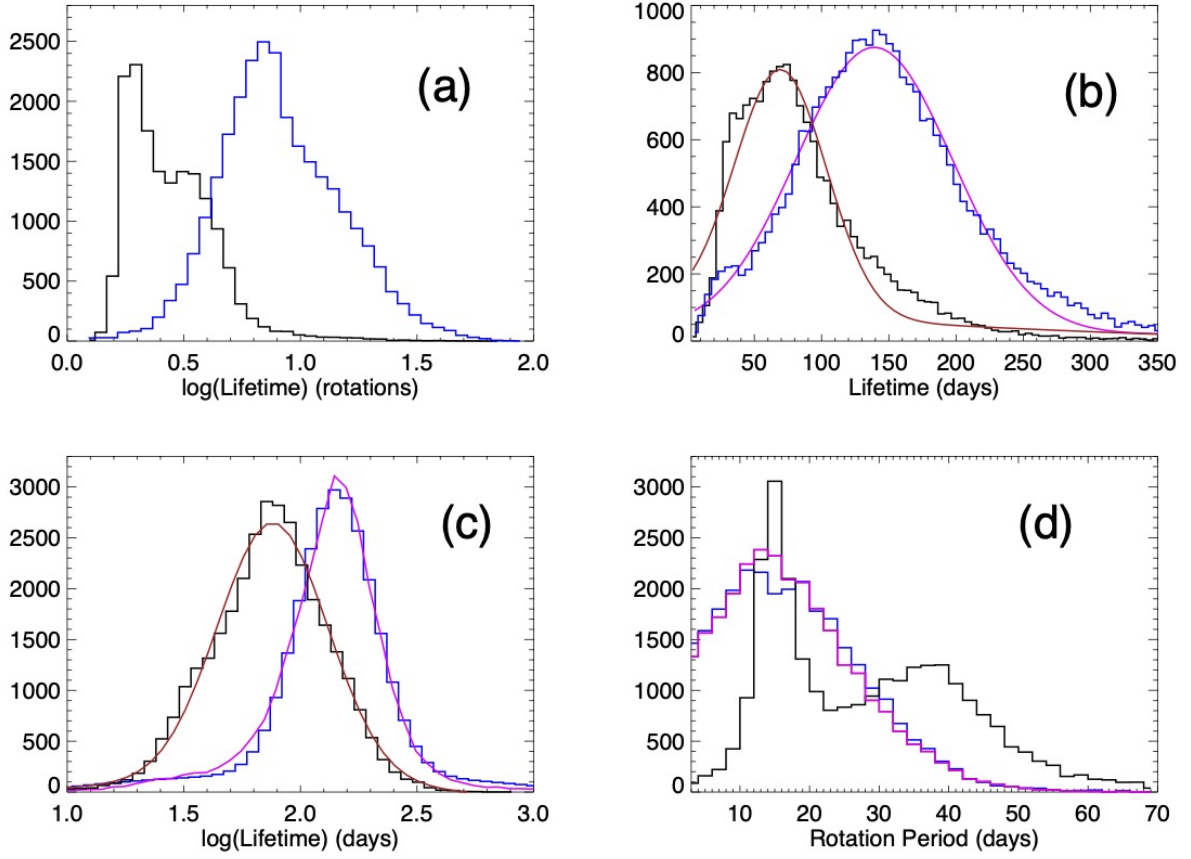 (a)
2500
2000
1500
1000
500
0
0.0 0.5 1.0 1.5 2.0
log(Lifetime) (rotations)
(b)
1000
800
600
400
200
0
50 100 150 200 250 300 350
Lifetime (days)
(c)
3000
2500
2000
1500
1000
500
0
1.0 1.5 2.0 2.5 3.0
log(Lifetime) (days)
(d)
3000
2500
2000
1500
1000
500
0
10 20 30 40 50 60 70
Rotation Period (days)